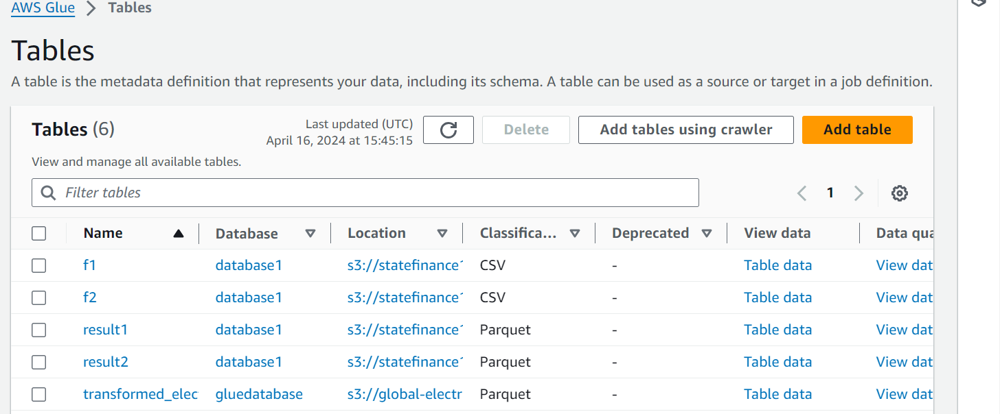 AWS Glue > Tables
Tables
A table is the metadata definition that represents your data, including its schema. A table can be used as a source or target in a job definition.
Tables (6)
Last updated (UTC)
April 16, 2024 at 15:45:15
Delete
Add tables using crawler
Add table
View and manage all available tables.
Filter tables
1
Name Database Location Classifica... Deprecated View data Data qua
f1 database1 s3://statefinance1 CSV - Table data View dat
f2 database1 s3://statefinance1 CSV - Table data View dat
result1 database1 s3://statefinance1 Parquet - Table data View dat
result2 database1 s3://statefinance1 Parquet - Table data View dat
transformed_elec gluedatabase s3://global-electr Parquet - Table data View dat